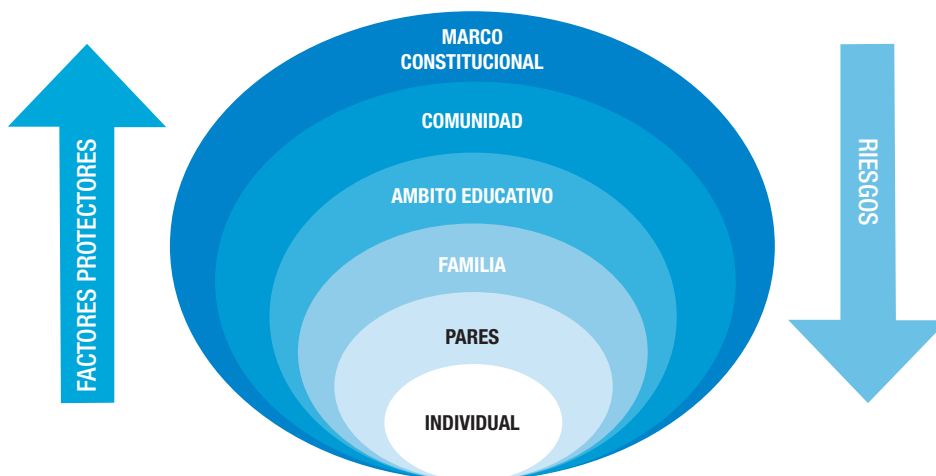 MARCO
CONSTITUCIONAL
COMUNIDAD
AMBITO EDUCATIVO
FAMILIA
PARES
INDIVIDUAL
FACTORES PROTECTORES
RIESGOS